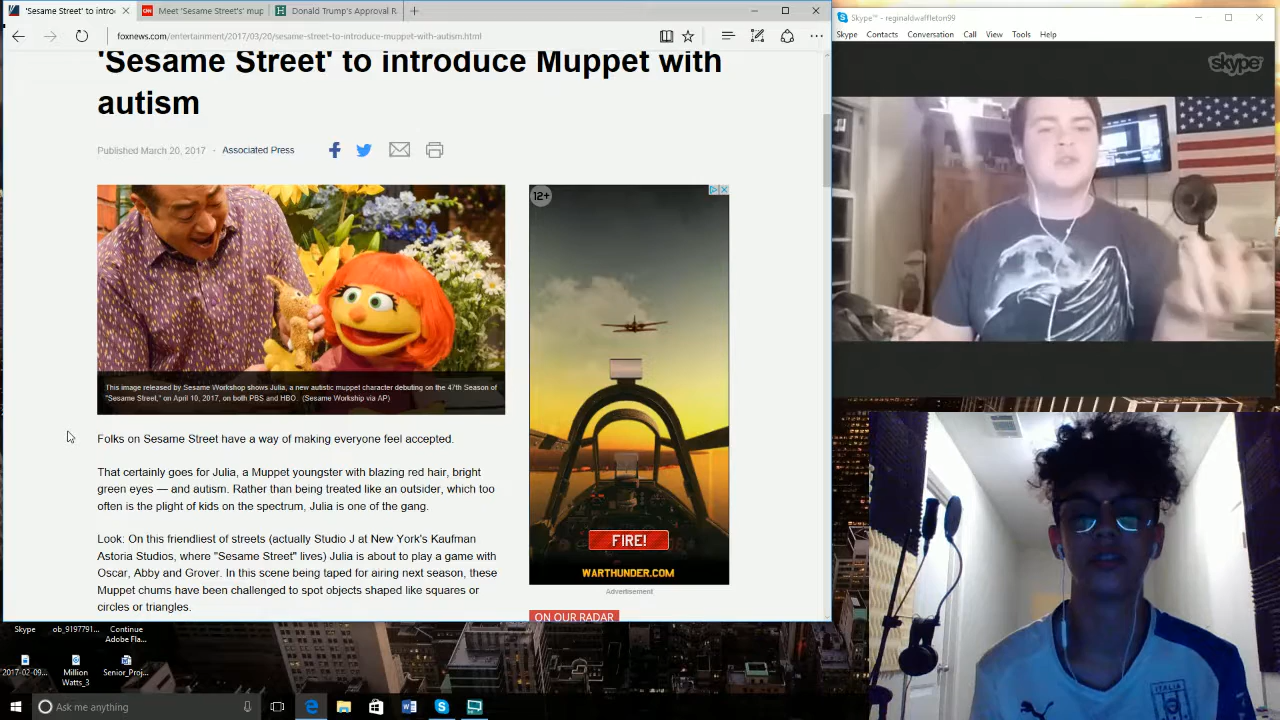 'Sesame Street' to intro
Meet 'Sesame Street's' mup
Donald Trump's Approval R
foxnews.com/entertainment/2017/03/20/sesame-street-to-introduce-muppet-with-autism.html
'Sesame Street' to introduce Muppet with
autism
Published March 20, 2017 · Associated Press
This image released by Sesame Workshop shows Julia, a new autistic muppet character debuting on the 47th Season of
"Sesame Street," on April 10, 2017, on both PBS and HBO. (Sesame Workship via AP)
Folks on Sesame Street have a way of making everyone feel accepted.
That certainly goes for Julia, a Muppet youngster with blazing red hair, bright
green eyes — and autism. Rather than being treated like an outsider, which too
often is the plight of kids on the spectrum, Julia is one of the gang.
Look: On this friendliest of streets (actually Studio J at New York's Kaufman
Astoria Studios, where "Sesame Street" lives) Julia is about to play a game with
Oscar, Abby and Grover. In this scene being taped for airing next season, these
Muppet chums have been challenged to spot objects shaped like squares or
circles or triangles.
12+
FIRE!
WARTHUNDER.COM
Advertisement
ON OUR RADAR
Skype™ - reginaldwaffleton99
Skype Contacts Conversation Call View Tools Help
skype
ITALIA
Skype
ob_9197791...
Continue
Adobe Fla...
2017-02-09...
Million
Watts_3
Senior_Proj...
Ask me anything